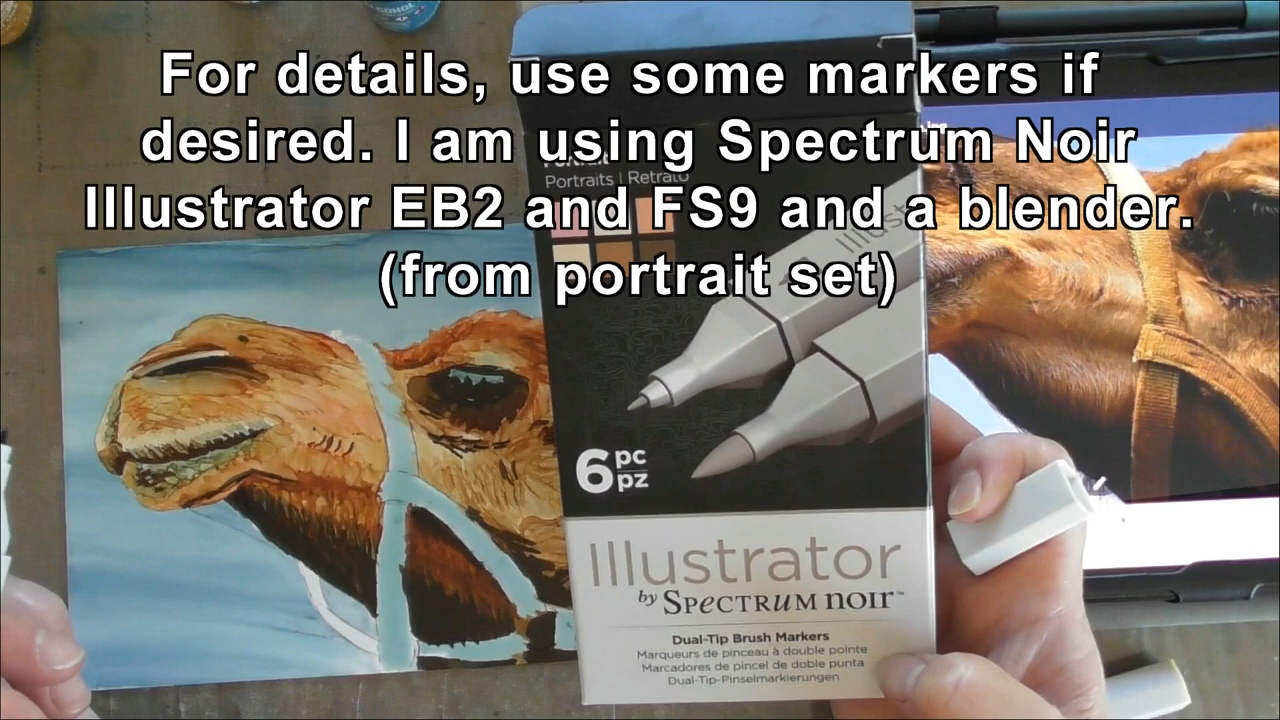 For details, use some markers if
desired. I am using Spectrum Noir
Illustrator EB2 and FS9 and a blender.
(from portrait set)
Portraits | Retrato
6 pc
pz
Illustrator
by SPECTRUM noir™
Dual-Tip Brush Markers
Marqueurs de pinceau à double pointe
Marcadores de pincel de doble punta
Dual-Tip-Pinselmarkierungen